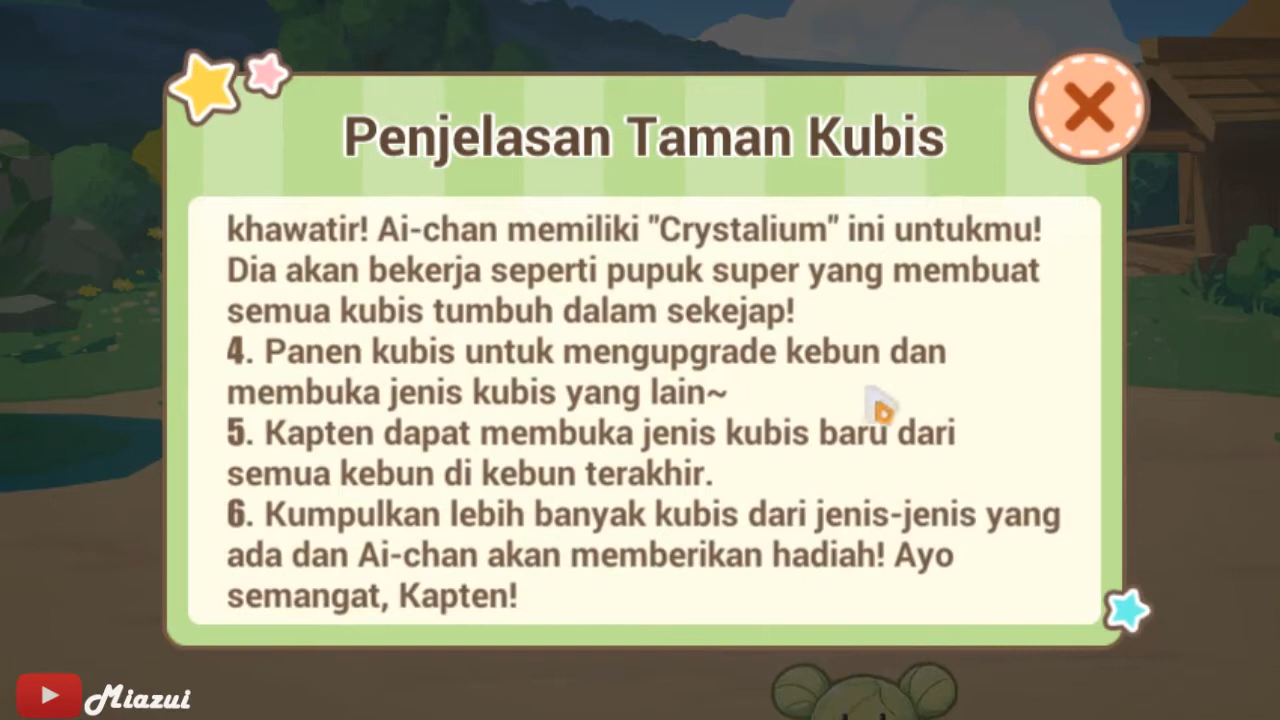 Penjelasan Taman Kubis
khawatir! Ai-chan memiliki "Crystalium" ini untukmu!
Dia akan bekerja seperti pupuk super yang membuat
semua kubis tumbuh dalam sekejap!
4. Panen kubis untuk mengupgrade kebun dan
membuka jenis kubis yang lain~
5. Kapten dapat membuka jenis kubis baru dari
semua kebun di kebun terakhir.
6. Kumpulkan lebih banyak kubis dari jenis-jenis yang
ada dan Ai-chan akan memberikan hadiah! Ayo
semangat, Kapten!
Miazui